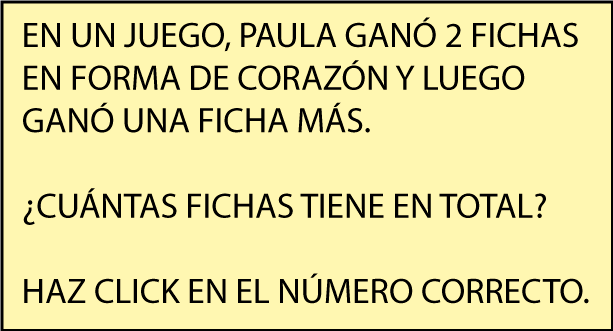 EN UN JUEGO, PAULA GANÓ 2 FICHAS
EN FORMA DE CORAZÓN Y LUEGO
GANÓ UNA FICHA MÁS.
¿CUÁNTAS FICHAS TIENE EN TOTAL?
HAZ CLICK EN EL NÚMERO CORRECTO.